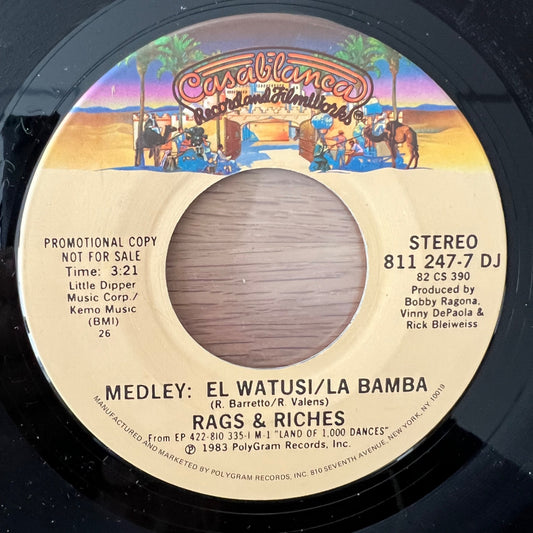 Casablanca
Record and FilmWorks
®
PROMOTIONAL COPY
NOT FOR SALE
Time: 3:21
Little Dipper
Music Corp./
Kemo Music
(BMI)
26
STEREO
811 247-7 DJ
82 CS 390
Produced by
Bobby Ragona,
Vinny DePaola &
Rick Bleiweiss
MEDLEY: EL WATUSI/LA BAMBA
(R. Barretto/R. Valens)
RAGS & RICHES
From EP 422-810 335-1 M-1 "LAND OF 1,000 DANCES"
Ⓟ 1983 PolyGram Records, Inc.
MANUFACTURED AND MARKETED BY POLYGRAM RECORDS, INC. 810 SEVENTH AVENUE, NEW YORK, NY 10019